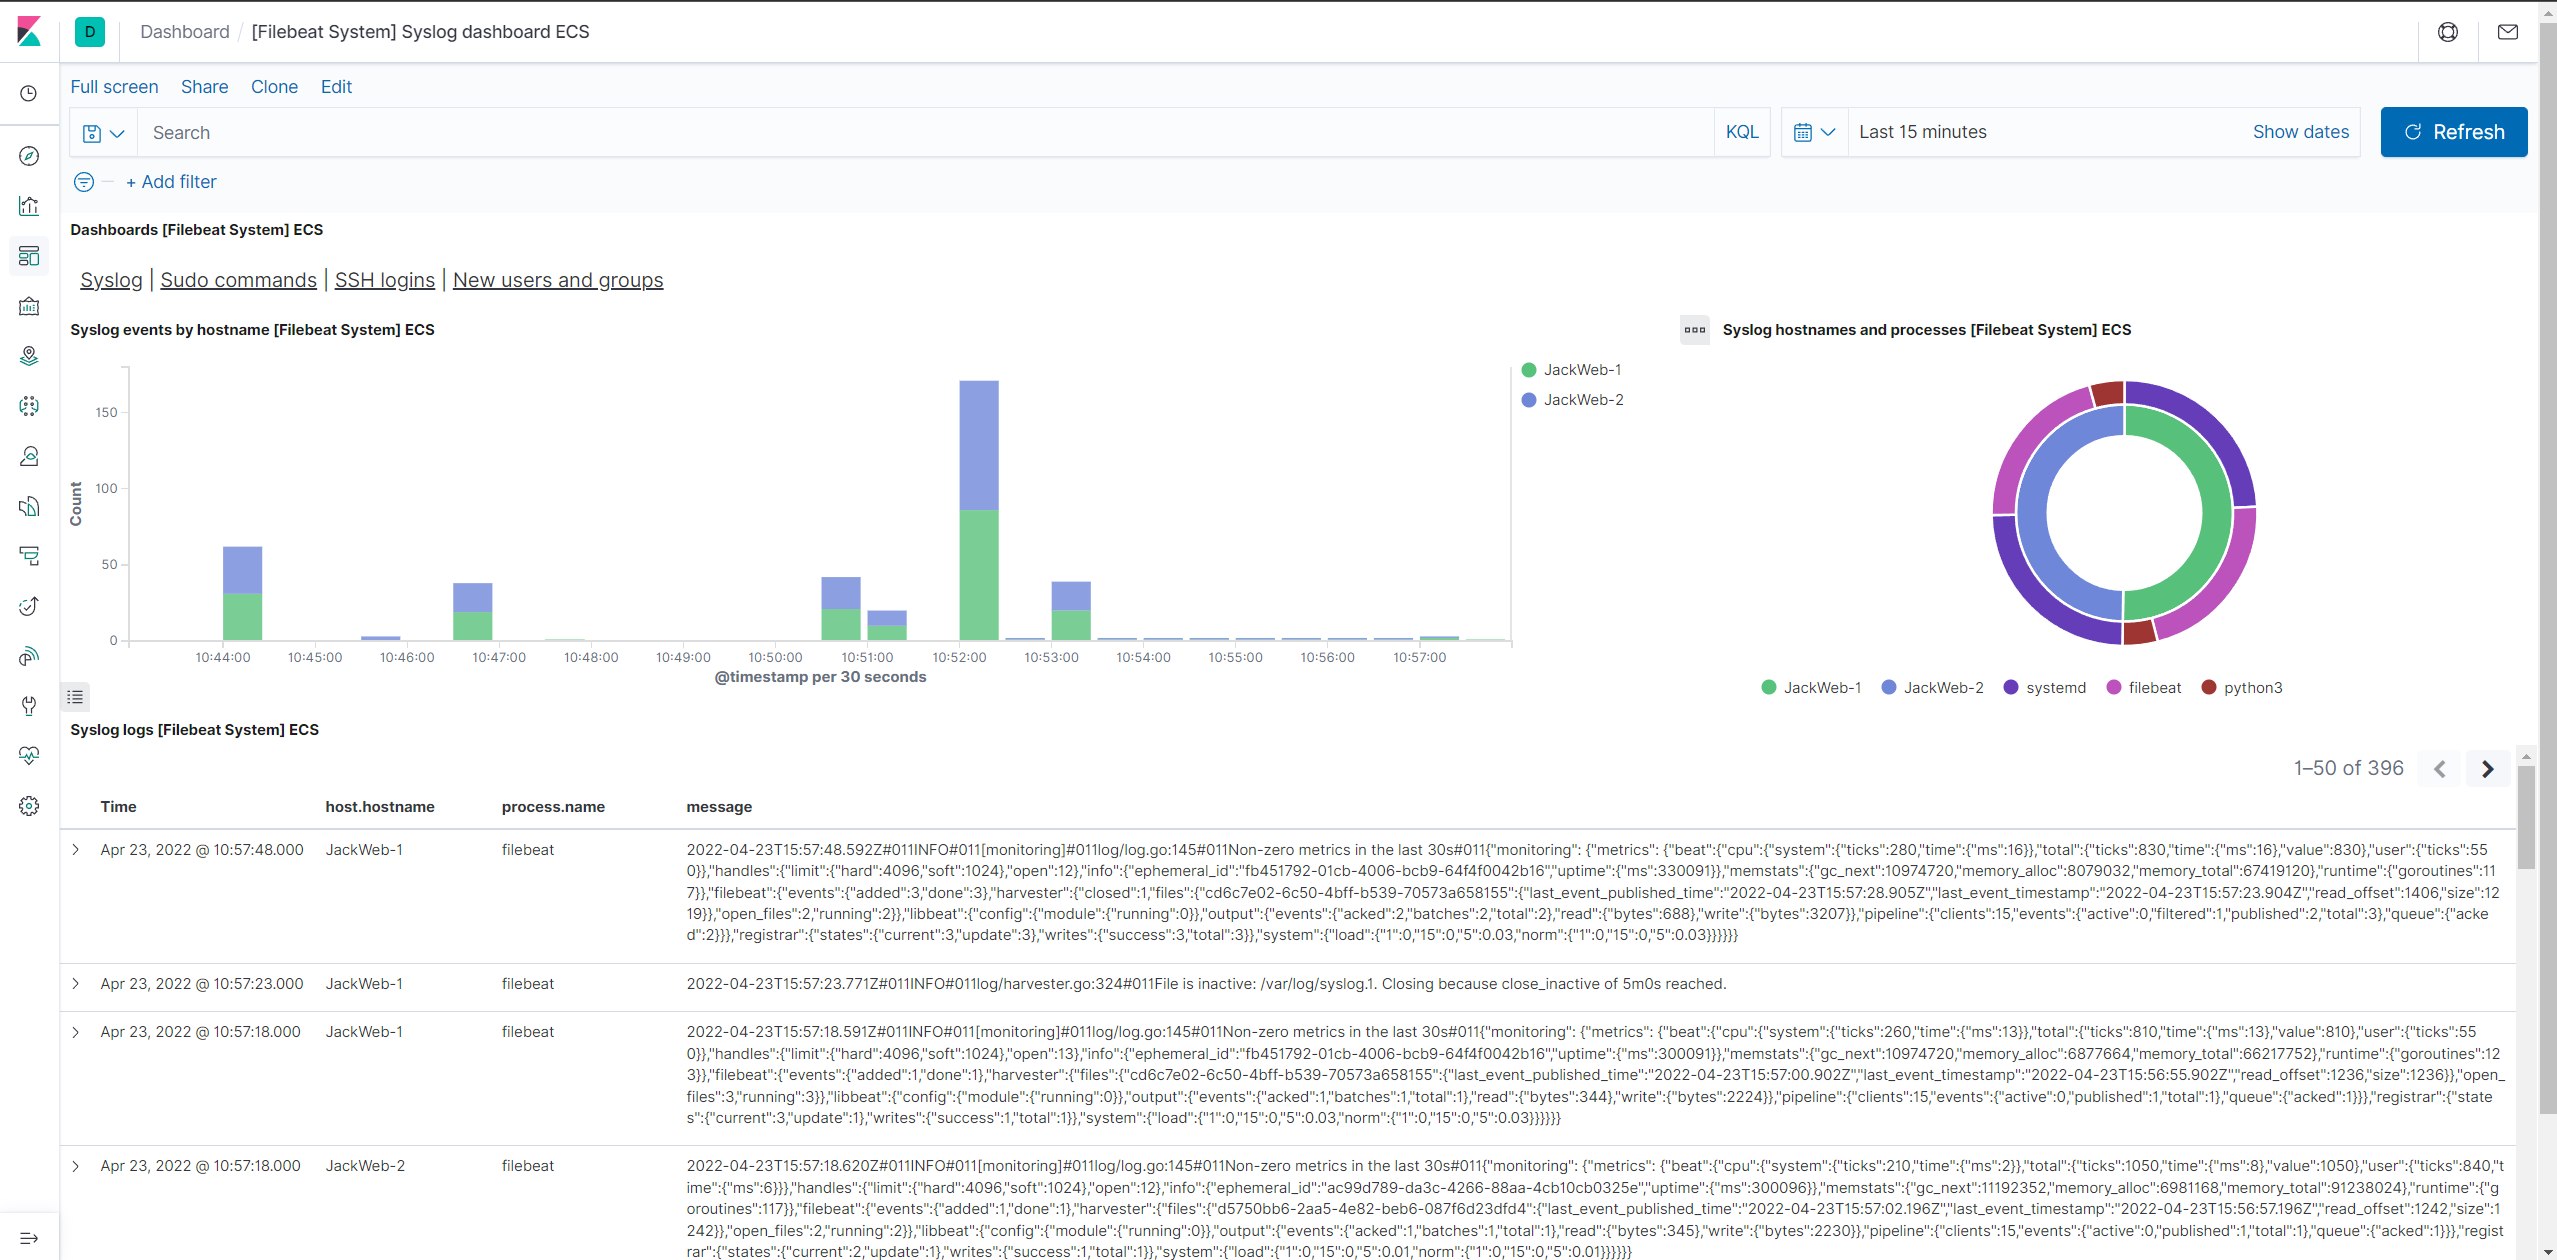 D Dashboard / [Filebeat System] Syslog dashboard ECS
Full screen Share Clone Edit
Search KQL Last 15 minutes Show dates Refresh
+ Add filter
Dashboards [Filebeat System] ECS
Syslog | Sudo commands | SSH logins | New users and groups
Syslog events by hostname [Filebeat System] ECS
Count
150
100
50
0
10:44:00 10:45:00 10:46:00 10:47:00 10:48:00 10:49:00 10:50:00 10:51:00 10:52:00 10:53:00 10:54:00 10:55:00 10:56:00 10:57:00
@timestamp per 30 seconds
JackWeb-1
JackWeb-2
Syslog hostnames and processes [Filebeat System] ECS
JackWeb-1 JackWeb-2 systemd filebeat python3
Syslog logs [Filebeat System] ECS
1–50 of 396
Time host.hostname process.name message
Apr 23, 2022 @ 10:57:48.000 JackWeb-1 filebeat 2022-04-23T15:57:48.592Z#011INFO#011[monitoring]#011log/log.go:145#011Non-zero metrics in the last 30s#011{"monitoring": {"metrics": {"beat":{"cpu":{"system":{"ticks":280,"time":{"ms":16}},"total":{"ticks":830,"time":{"ms":16},"value":830},"user":{"ticks":55
0}},"handles":{"limit":{"hard":4096,"soft":1024},"open":12},"info":{"ephemeral_id":"fb451792-01cb-4006-bcb9-64f4f0042b16","uptime":{"ms":330091}},"memstats":{"gc_next":10974720,"memory_alloc":8079032,"memory_total":67419120},"runtime":{"goroutines":11
7}},"filebeat":{"events":{"added":3,"done":3},"harvester":{"closed":1,"files":{"cd6c7e02-6c50-4bff-b539-70573a658155":{"last_event_published_time":"2022-04-23T15:57:28.905Z","last_event_timestamp":"2022-04-23T15:57:23.904Z","read_offset":1406,"size":12
19}},"open_files":2,"running":2}},"libbeat":{"config":{"module":{"running":0}},"output":{"events":{"acked":2,"batches":2,"total":2},"read":{"bytes":688},"write":{"bytes":3207}},"pipeline":{"clients":15,"events":{"active":0,"filtered":1,"published":2,"total":3},"queue":{"acke
d":2}}},"registrar":{"states":{"current":3,"update":3},"writes":{"success":3,"total":3}},"system":{"load":{"1":0,"15":0,"5":0.03,"norm":{"1":0,"15":0,"5":0.03}}}}}}
Apr 23, 2022 @ 10:57:23.000 JackWeb-1 filebeat 2022-04-23T15:57:23.771Z#011INFO#011log/harvester.go:324#011File is inactive: /var/log/syslog.1. Closing because close_inactive of 5m0s reached.
Apr 23, 2022 @ 10:57:18.000 JackWeb-1 filebeat 2022-04-23T15:57:18.591Z#011INFO#011[monitoring]#011log/log.go:145#011Non-zero metrics in the last 30s#011{"monitoring": {"metrics": {"beat":{"cpu":{"system":{"ticks":260,"time":{"ms":13}},"total":{"ticks":810,"time":{"ms":13},"value":810},"user":{"ticks":55
0}},"handles":{"limit":{"hard":4096,"soft":1024},"open":13},"info":{"ephemeral_id":"fb451792-01cb-4006-bcb9-64f4f0042b16","uptime":{"ms":300091}},"memstats":{"gc_next":10974720,"memory_alloc":6877664,"memory_total":66217752},"runtime":{"goroutines":12
3}},"filebeat":{"events":{"added":1,"done":1},"harvester":{"files":{"cd6c7e02-6c50-4bff-b539-70573a658155":{"last_event_published_time":"2022-04-23T15:57:00.902Z","last_event_timestamp":"2022-04-23T15:56:55.902Z","read_offset":1236,"size":1236}},"open_
files":3,"running":3}},"libbeat":{"config":{"module":{"running":0}},"output":{"events":{"acked":1,"batches":1,"total":1},"read":{"bytes":344},"write":{"bytes":2224}},"pipeline":{"clients":15,"events":{"active":0,"published":1,"total":1},"queue":{"acked":1}}},"registrar":{"state
s":{"current":3,"update":1},"writes":{"success":1,"total":1}},"system":{"load":{"1":0,"15":0,"5":0.03,"norm":{"1":0,"15":0,"5":0.03}}}}}}
Apr 23, 2022 @ 10:57:18.000 JackWeb-2 filebeat 2022-04-23T15:57:18.620Z#011INFO#011[monitoring]#011log/log.go:145#011Non-zero metrics in the last 30s#011{"monitoring": {"metrics": {"beat":{"cpu":{"system":{"ticks":210,"time":{"ms":2}},"total":{"ticks":1050,"time":{"ms":8},"value":1050},"user":{"ticks":840,"t
ime":{"ms":6}}},"handles":{"limit":{"hard":4096,"soft":1024},"open":12},"info":{"ephemeral_id":"ac99d789-da3c-4266-88aa-4cb10cb0325e","uptime":{"ms":300096}},"memstats":{"gc_next":11192352,"memory_alloc":6981168,"memory_total":91238024},"runtime":{"g
oroutines":117}},"filebeat":{"events":{"added":1,"done":1},"harvester":{"files":{"d5750bb6-2aa5-4e82-beb6-087f6d23dfd4":{"last_event_published_time":"2022-04-23T15:57:02.196Z","last_event_timestamp":"2022-04-23T15:56:57.196Z","read_offset":1242,"size":1
242}},"open_files":2,"running":2}},"libbeat":{"config":{"module":{"running":0}},"output":{"events":{"acked":1,"batches":1,"total":1},"read":{"bytes":345},"write":{"bytes":2230}},"pipeline":{"clients":15,"events":{"active":0,"published":1,"total":1},"queue":{"acked":1}}},"regist
rar":{"states":{"current":2,"update":1},"writes":{"success":1,"total":1}},"system":{"load":{"1":0,"15":0,"5":0.01,"norm":{"1":0,"15":0,"5":0.01}}}}}}